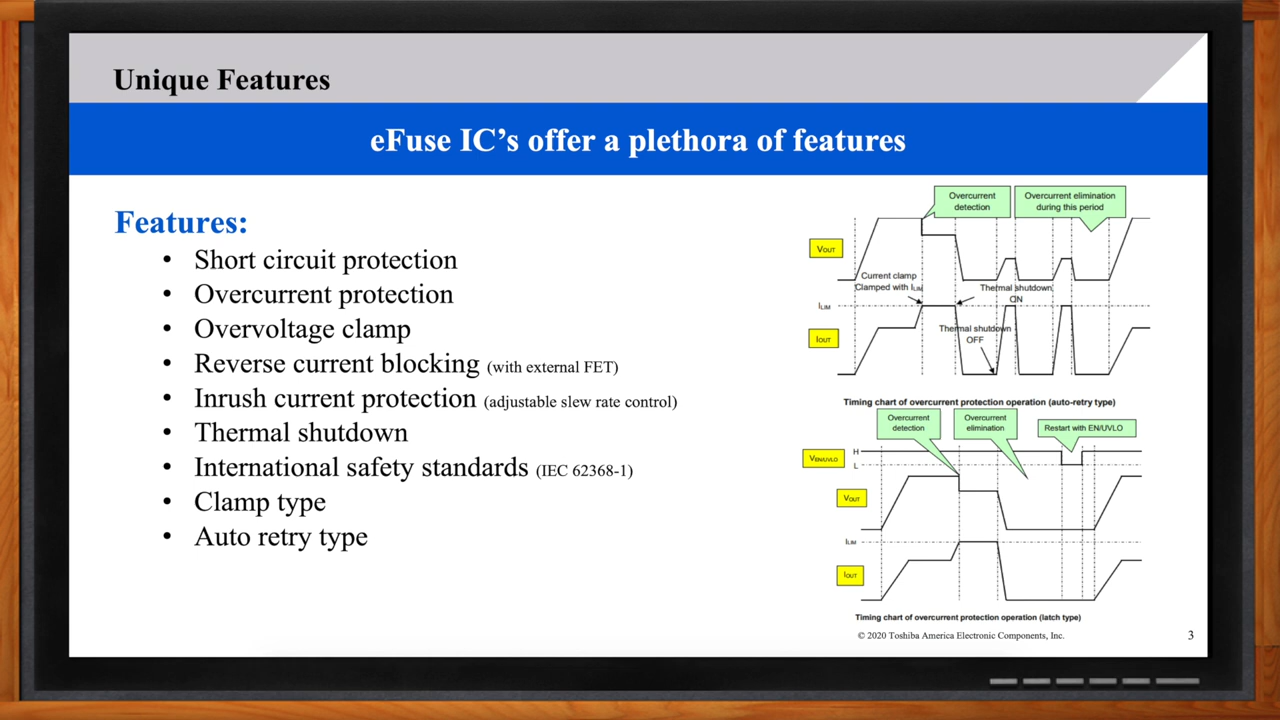 Unique Features
eFuse IC’s offer a plethora of features
Features:
• Short circuit protection
• Overcurrent protection
• Overvoltage clamp
• Reverse current blocking (with external FET)
• Inrush current protection (adjustable slew rate control)
• Thermal shutdown
• International safety standards (IEC 62368-1)
• Clamp type
• Auto retry type
Overcurrent
detection
Overcurrent elimination
during this period
VOUT
Current clamp
Clamped with ILIM
Thermal shutdown
ON
ILIM
Thermal shutdown
OFF
IOUT
Timing chart of overcurrent protection operation (auto-retry type)
Overcurrent
detection
Overcurrent
elimination
Restart with EN/UVLO
VEN/UVLO
H
L
VOUT
ILIM
IOUT
Timing chart of overcurrent protection operation (latch type)
© 2020 Toshiba America Electronic Components, Inc.
3